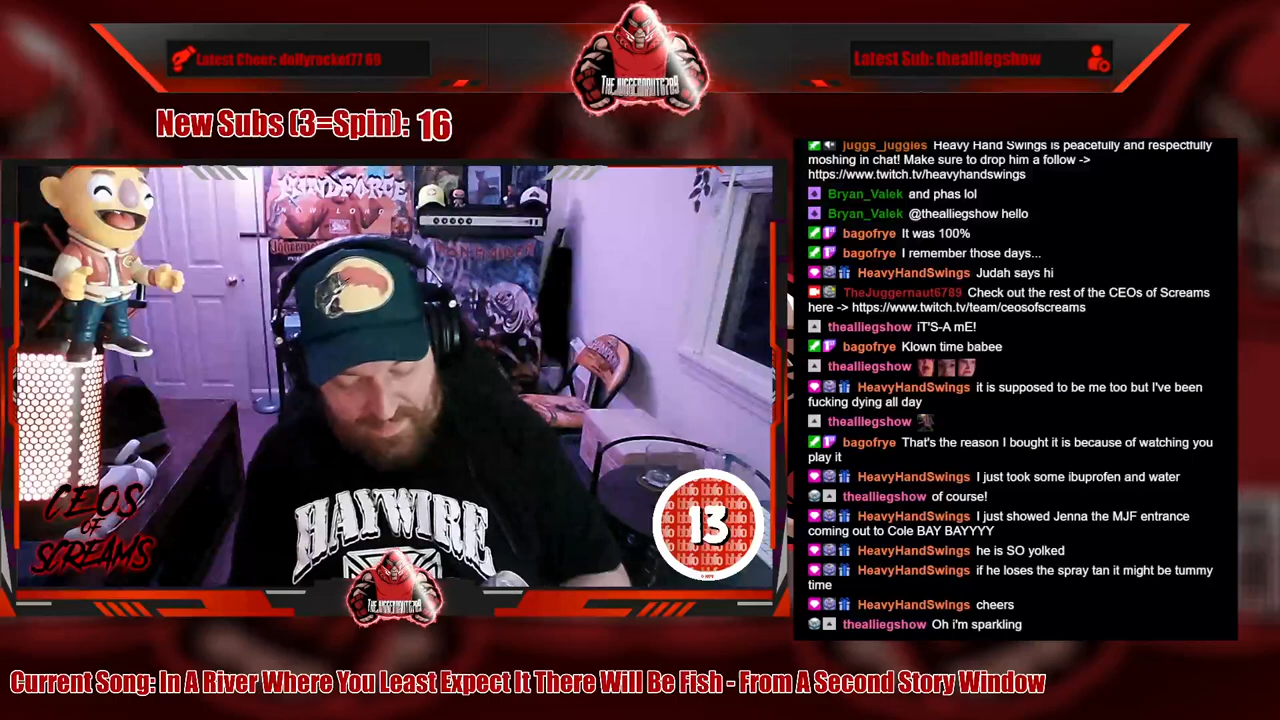 Latest Cheer: dollyrocket77 69
THEJUGGERNAUT6789
Latest Sub: thealliegshow
New Subs (3=Spin): 16
MINDFORCE
NEW LORD
HAYWIRE
CEOS
OF
SCREAMS
13
THEJUGGERNAUT6789
juggs_juggles Heavy Hand Swings is peacefully and respectfully
moshing in chat! Make sure to drop him a follow ->
https://www.twitch.tv/heavyhandswings
Bryan_Valek and phas lol
Bryan_Valek @thealliegshow hello
bagofrye It was 100%
bagofrye I remember those days...
HeavyHandSwings Judah says hi
TheJuggernaut6789 Check out the rest of the CEOs of Screams
here -> https://www.twitch.tv/team/ceosofscreams
thealliegshow iT'S-A mE!
bagofrye Klown time babee
thealliegshow
HeavyHandSwings it is supposed to be me too but I've been
fucking dying all day
thealliegshow
bagofrye That's the reason I bought it is because of watching you
play it
HeavyHandSwings I just took some ibuprofen and water
thealliegshow of course!
HeavyHandSwings I just showed Jenna the MJF entrance
coming out to Cole BAY BAYYYY
HeavyHandSwings he is SO yolked
HeavyHandSwings if he loses the spray tan it might be tummy
time
HeavyHandSwings cheers
thealliegshow Oh i'm sparkling
Current Song: In A River Where You Least Expect It There Will Be Fish - From A Second Story Window